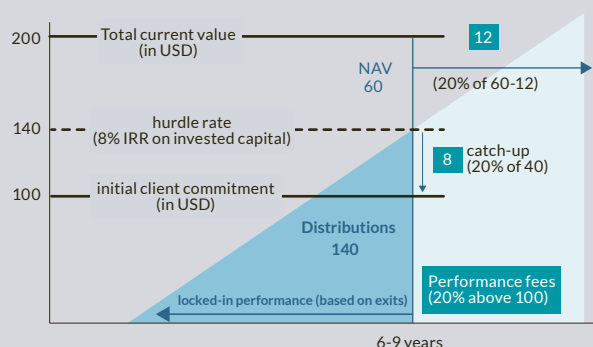 200
Total current value
(in USD)
12
NAV
60
(20% of 60-12)
140
hurdle rate
(8% IRR on invested capital)
8
catch-up
(20% of 40)
100
initial client commitment
(in USD)
Distributions
140
locked-in performance (based on exits)
Performance fees
(20% above 100)
6-9 years